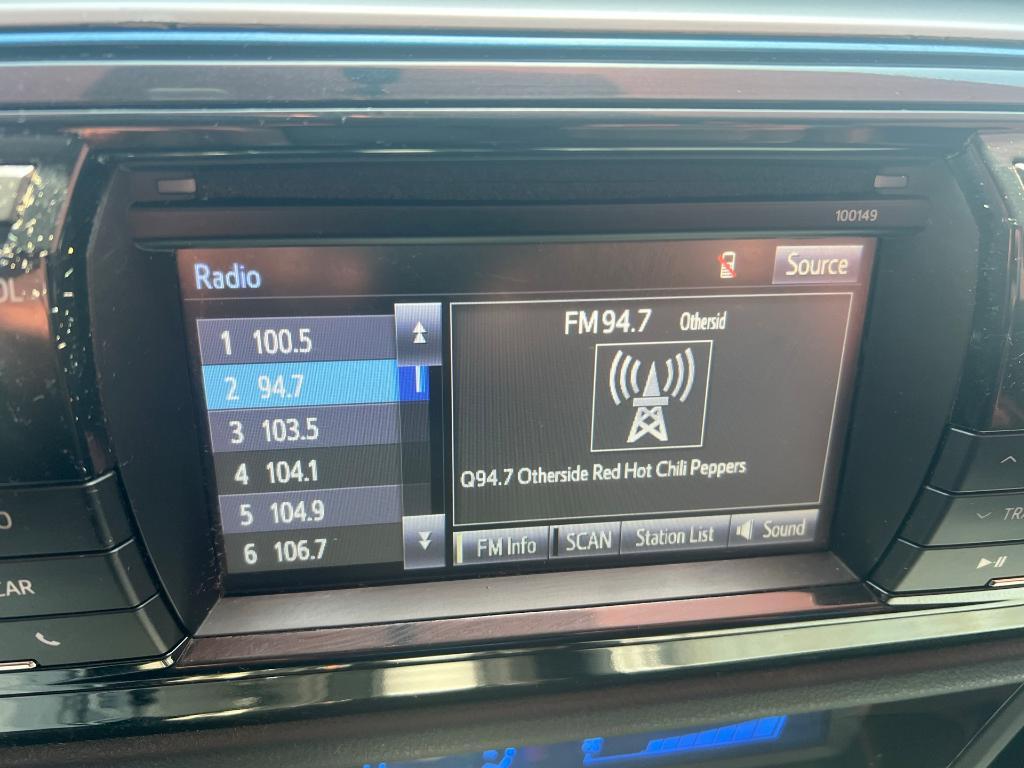 100149
Radio
Source
1 100.5
2 94.7
3 103.5
4 104.1
5 104.9
6 106.7
FM 94.7 Othersid
Q94.7 Otherside Red Hot Chili Peppers
FM Info
SCAN
Station List
Sound